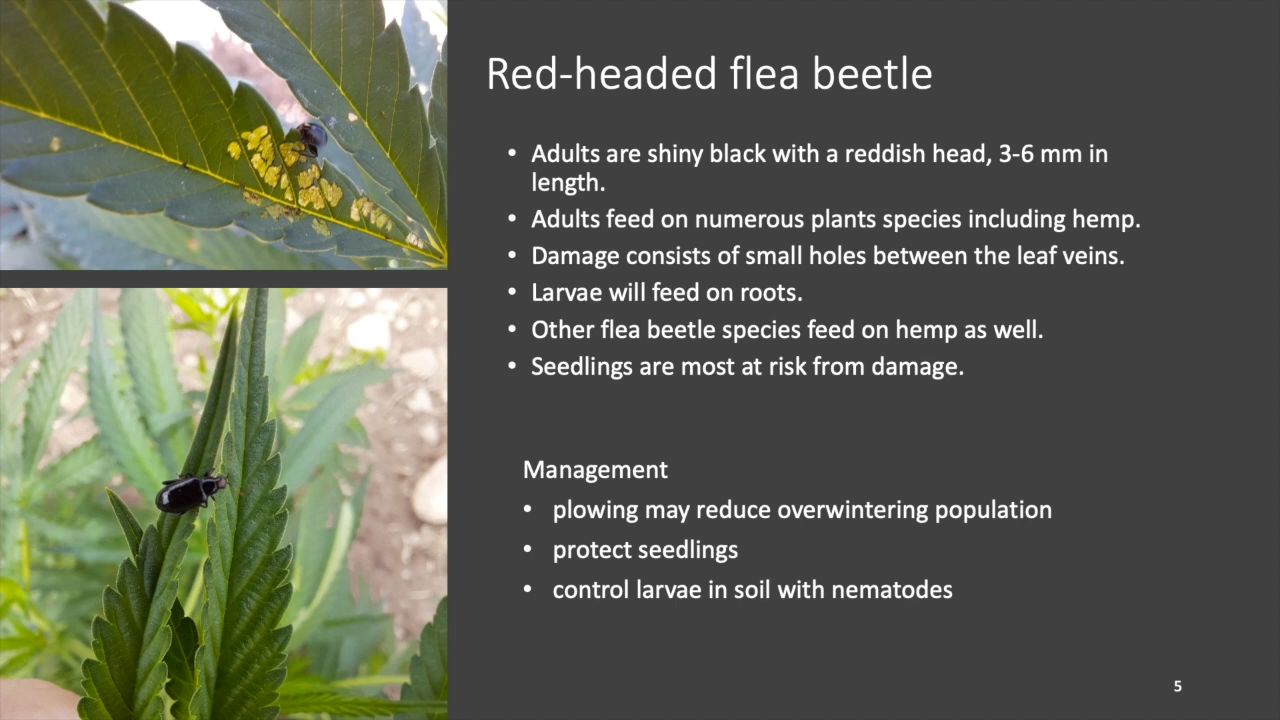 Red-headed flea beetle
• Adults are shiny black with a reddish head, 3-6 mm in
length.
• Adults feed on numerous plants species including hemp.
• Damage consists of small holes between the leaf veins.
• Larvae will feed on roots.
• Other flea beetle species feed on hemp as well.
• Seedlings are most at risk from damage.
Management
• plowing may reduce overwintering population
• protect seedlings
• control larvae in soil with nematodes
5